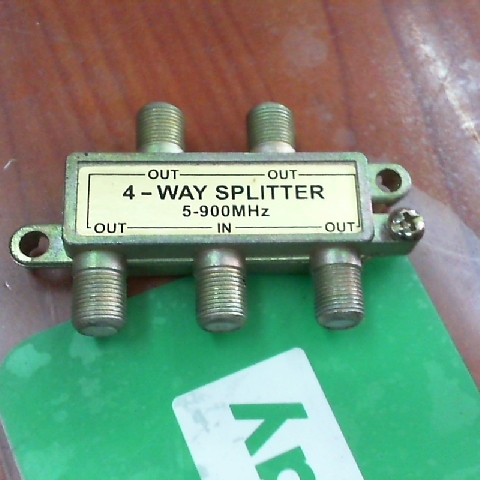 OUT OUT
4-WAY SPLITTER
5-900MHz
OUT IN OUT